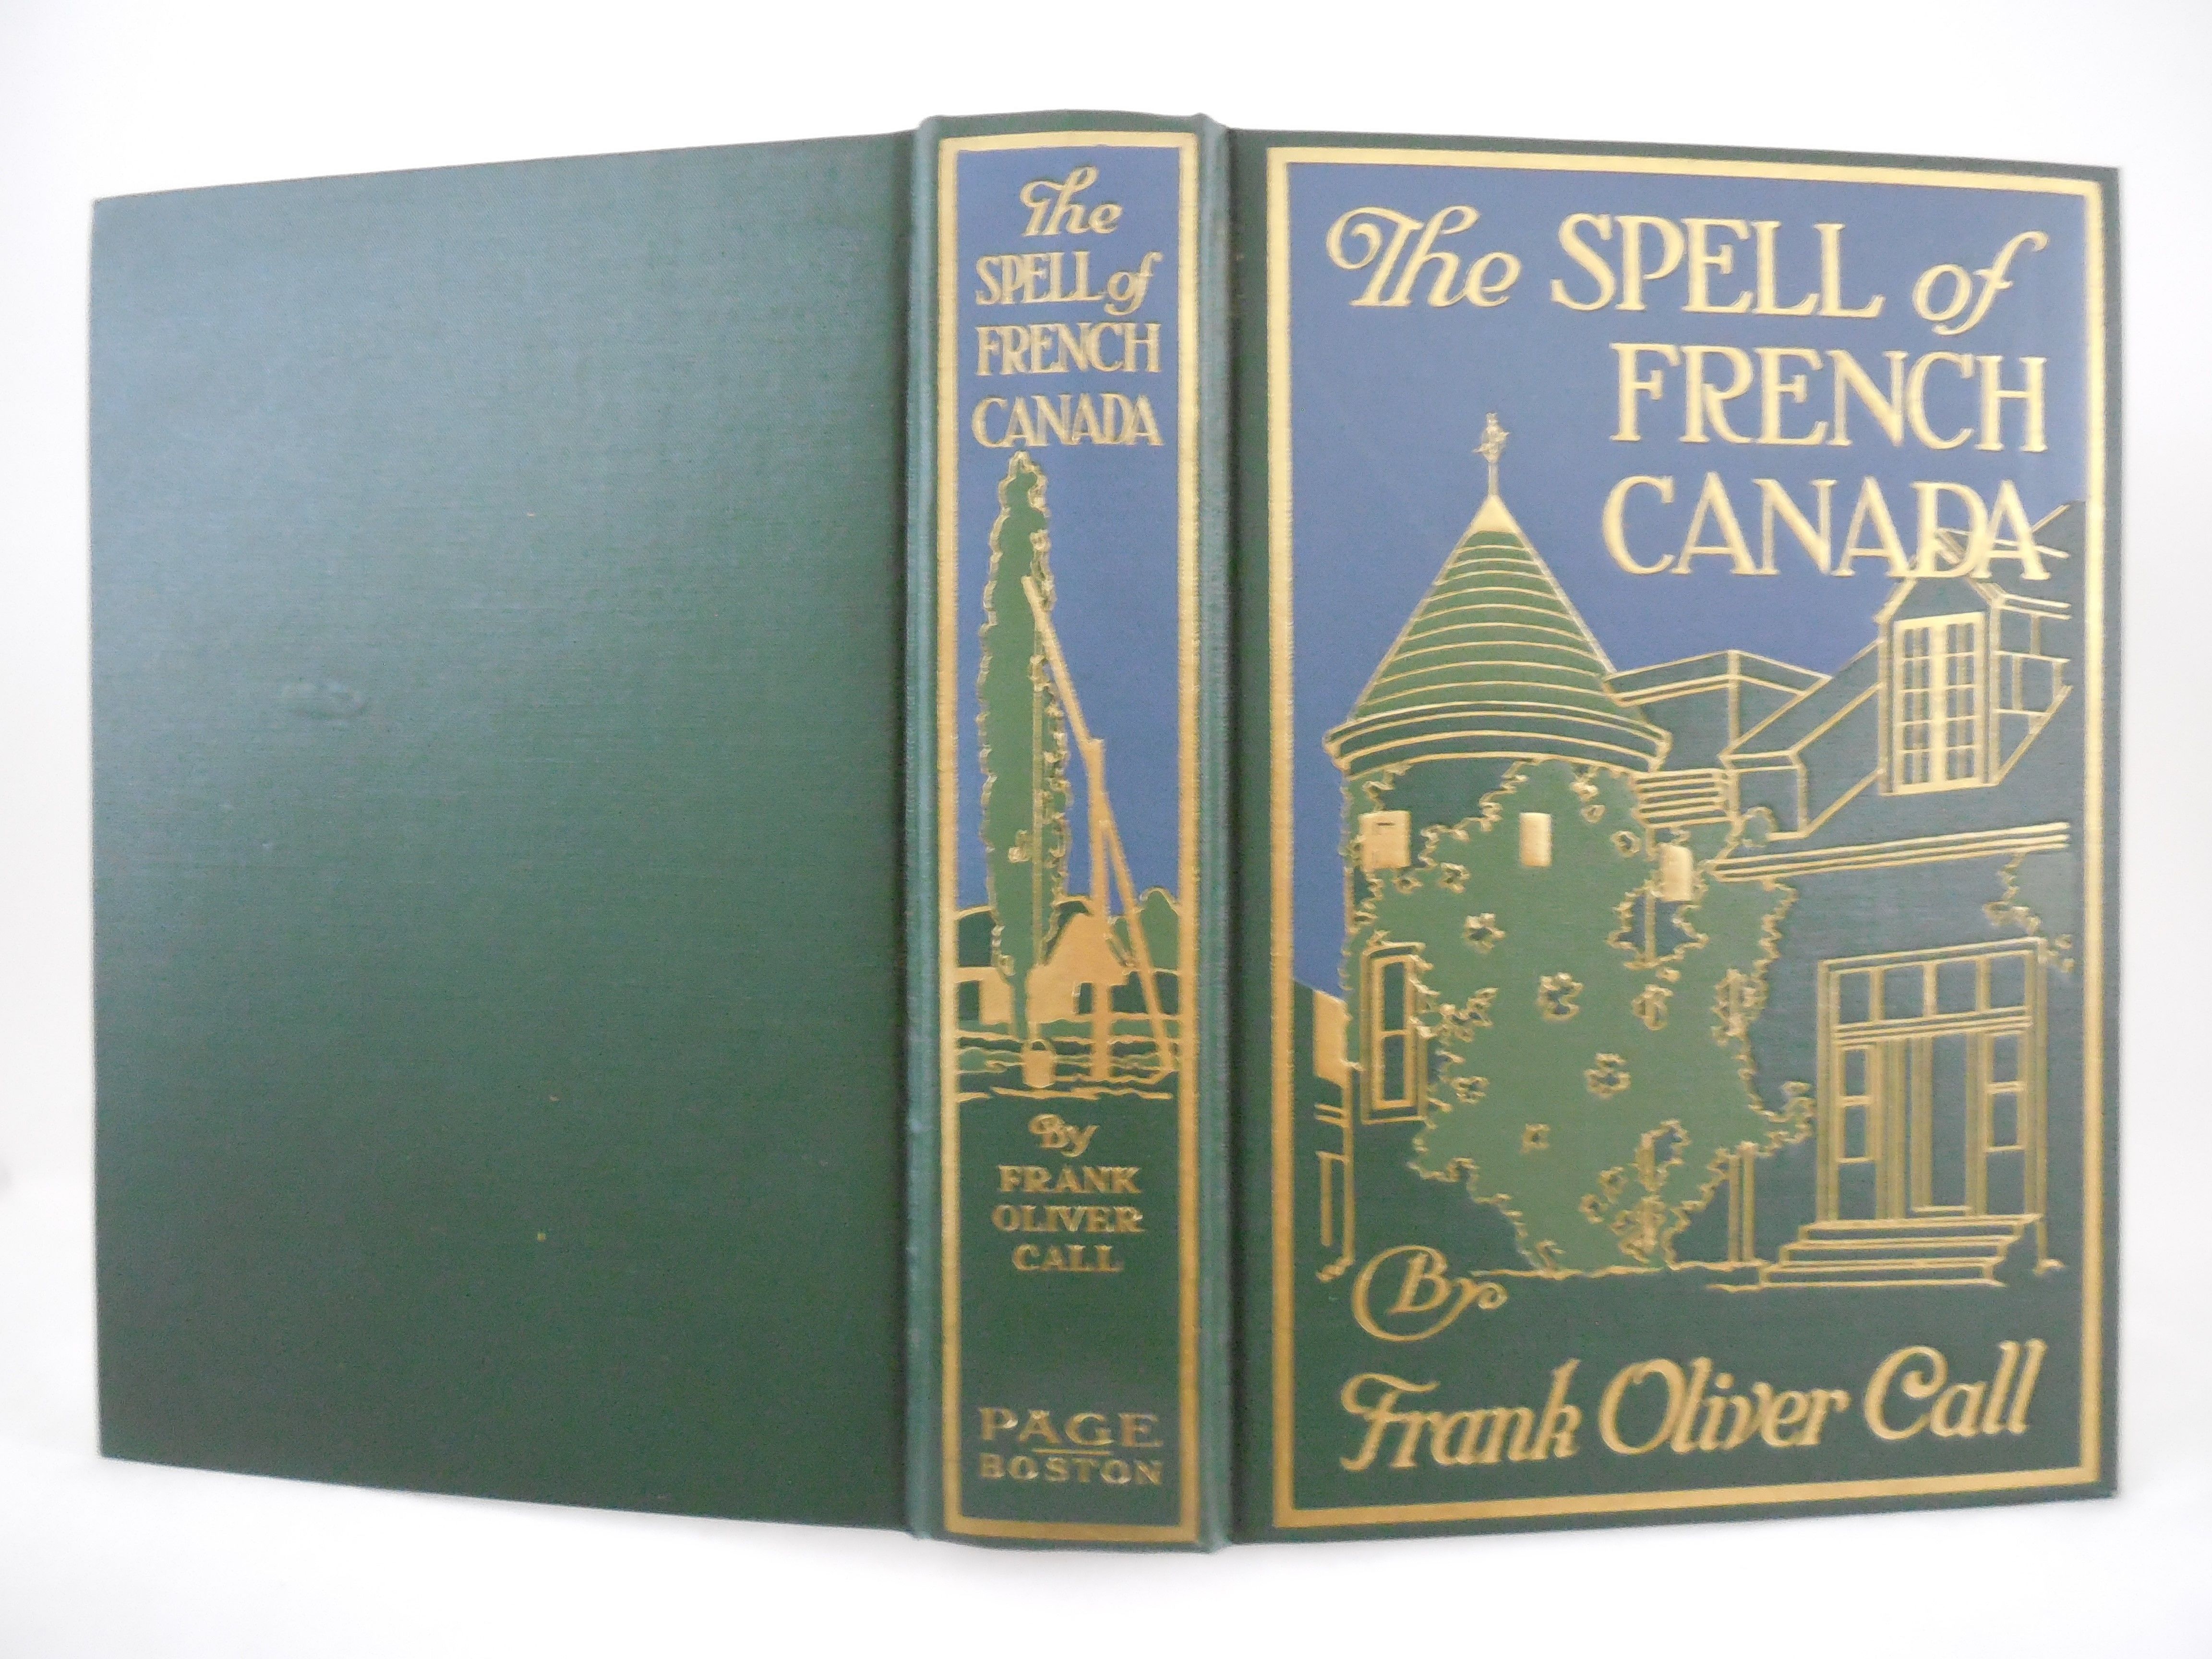 The
SPELL of
FRENCH
CANADA
By
FRANK
OLIVER
CALL
PAGE
BOSTON
The SPELL of
FRENCH
CANADA
By
Frank Oliver Call